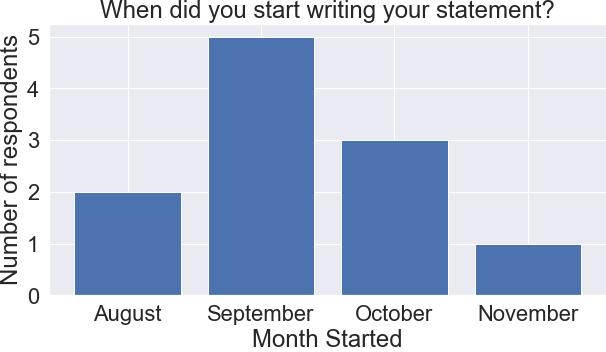 When did you start writing your statement?
Number of respondents
5
4
3
2
1
0
August September October November
Month Started